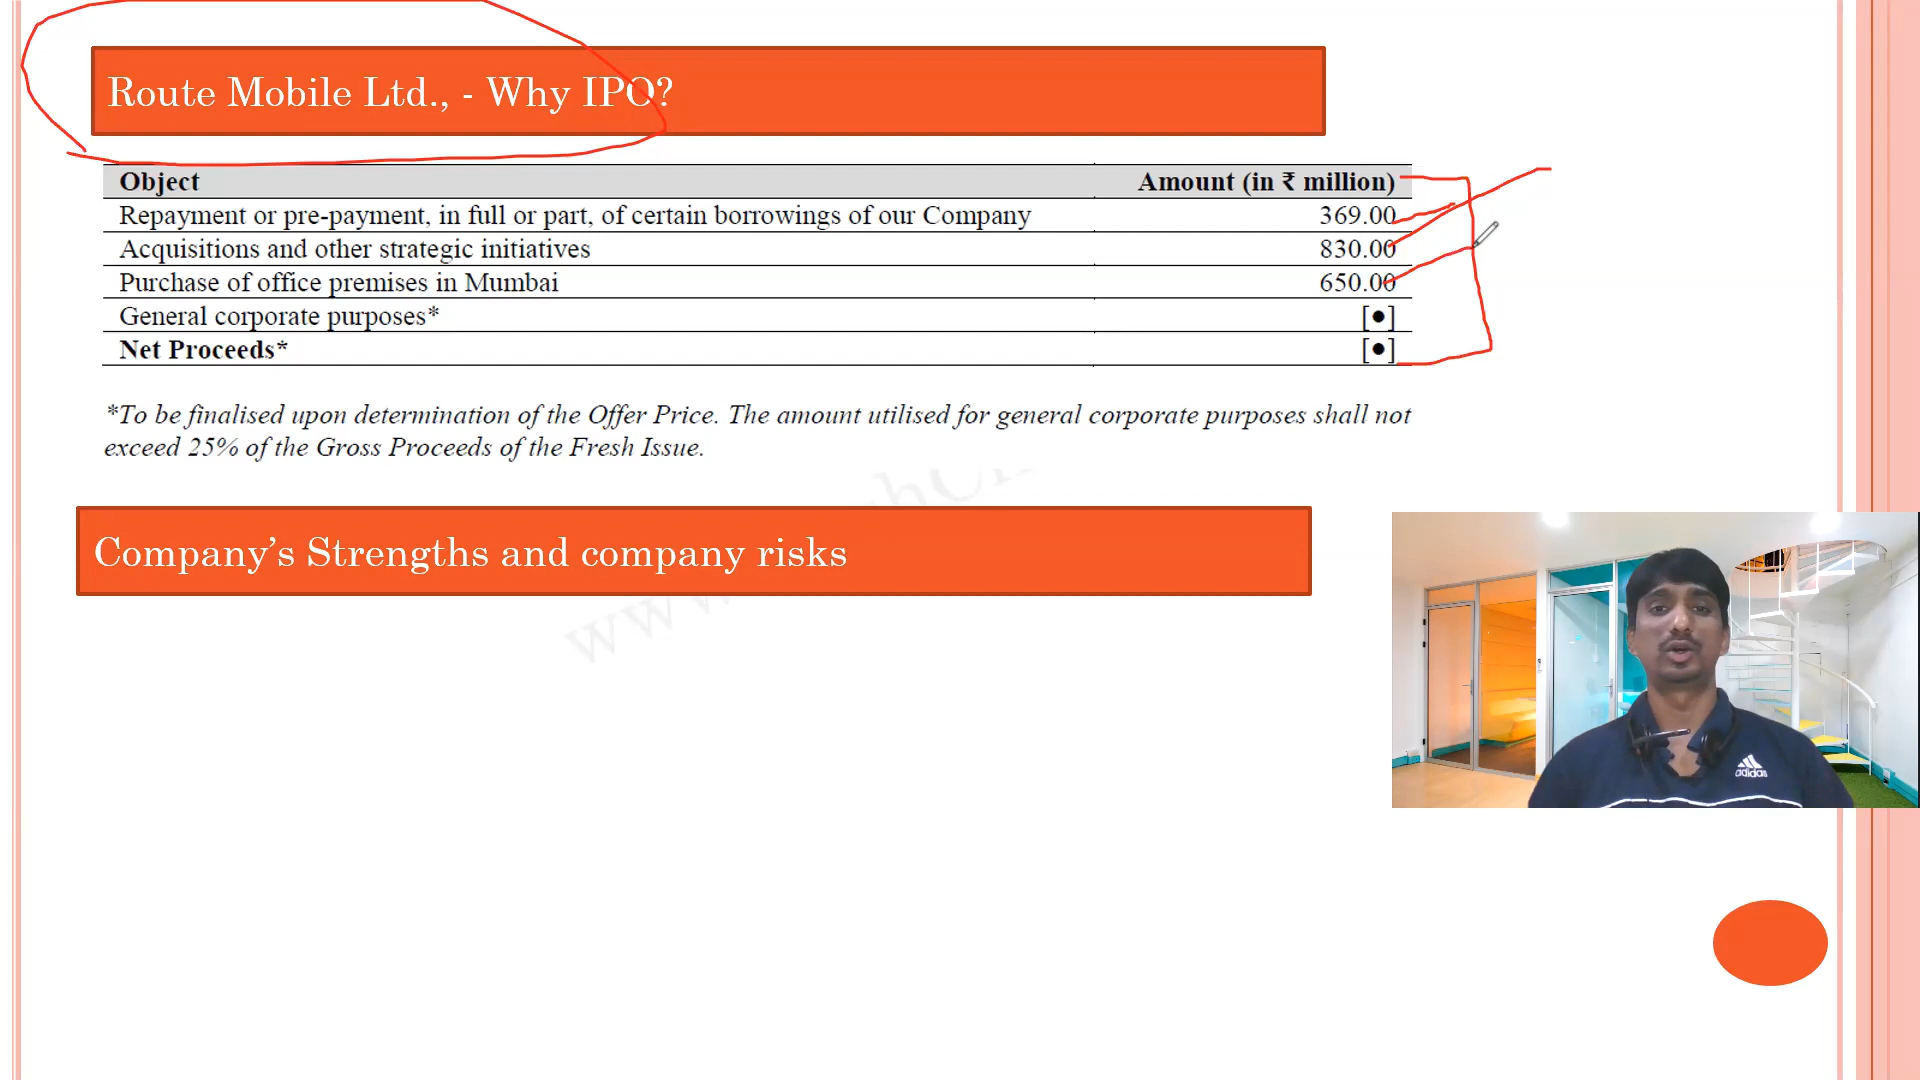 Route Mobile Ltd., - Why IPO?
Object Amount (in ₹ million)
Repayment or pre-payment, in full or part, of certain borrowings of our Company 369.00
Acquisitions and other strategic initiatives 830.00
Purchase of office premises in Mumbai 650.00
General corporate purposes* [●]
Net Proceeds* [●]
*To be finalised upon determination of the Offer Price. The amount utilised for general corporate purposes shall not
exceed 25% of the Gross Proceeds of the Fresh Issue.
Company's Strengths and company risks
adidas